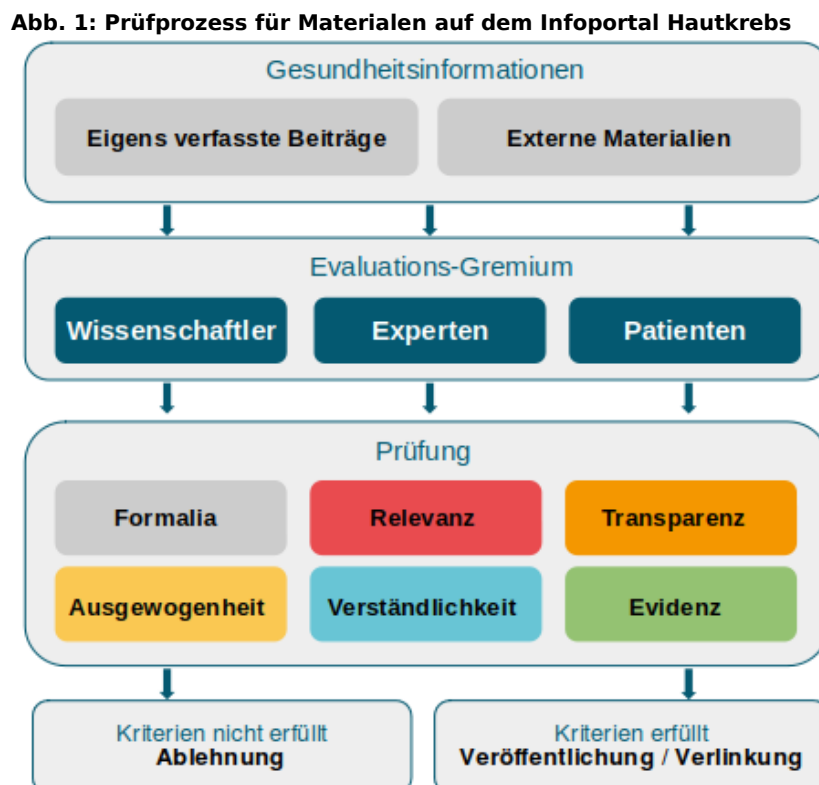 Abb. 1: Prüfprozess für Materialen auf dem Infoportal Hautkrebs
Gesundheitsinformationen
Eigens verfasste Beiträge
Externe Materialien
Evaluations-Gremium
Wissenschaftler
Experten
Patienten
Prüfung
Formalia
Relevanz
Transparenz
Ausgewogenheit
Verständlichkeit
Evidenz
Kriterien nicht erfüllt
Ablehnung
Kriterien erfüllt
Veröffentlichung / Verlinkung